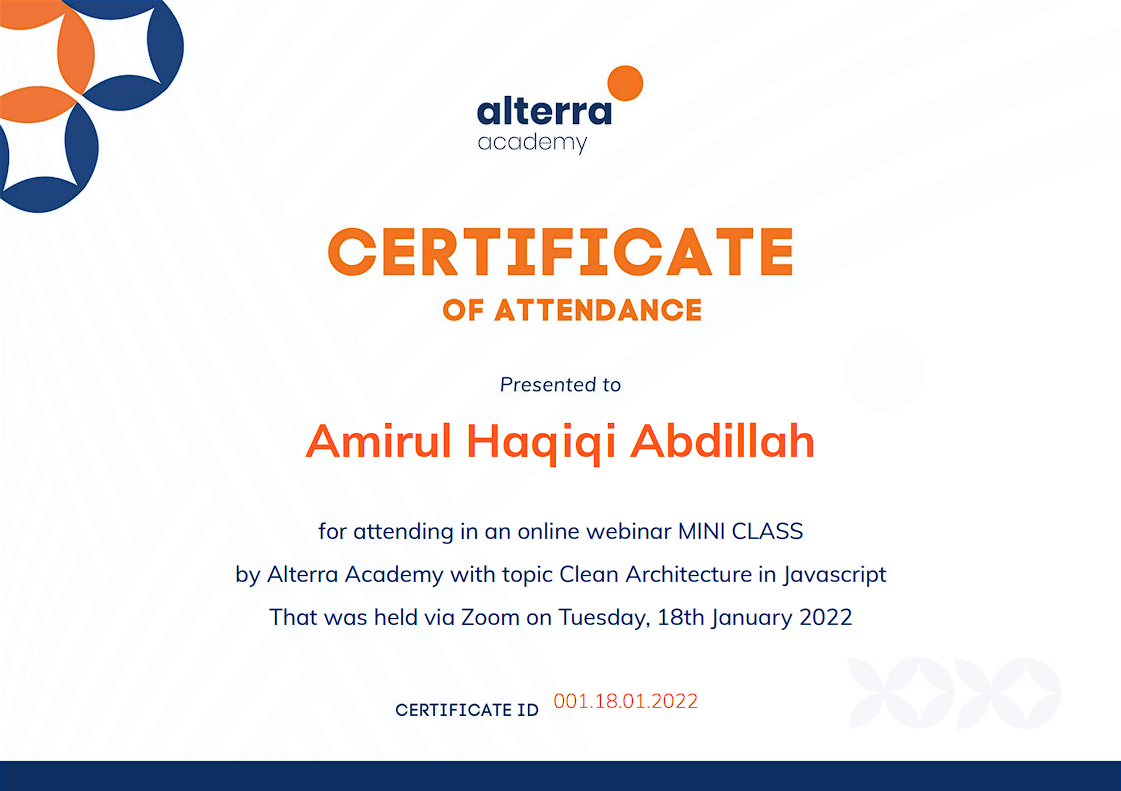 alterra
academy
CERTIFICATE
OF ATTENDANCE
Presented to
Amirul Haqiqi Abdillah
for attending in an online webinar MINI CLASS
by Alterra Academy with topic Clean Architecture in Javascript
That was held via Zoom on Tuesday, 18th January 2022
CERTIFICATE ID 001.18.01.2022